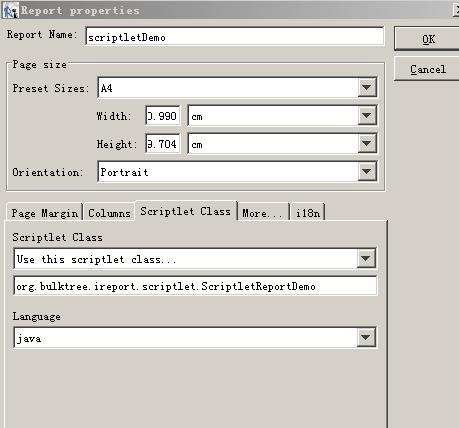 Report properties
Report Name: scriptletDemo
OK
Cancel
Page size
Preset Sizes: A4
Width: 0.990 cm
Height: 9.704 cm
Orientation: Portrait
Page Margin Columns Scriptlet Class More... i18n
Scriptlet Class
Use this scriptlet class...
org.bulktree.ireport.scriptlet.ScriptletReportDemo
Language
java